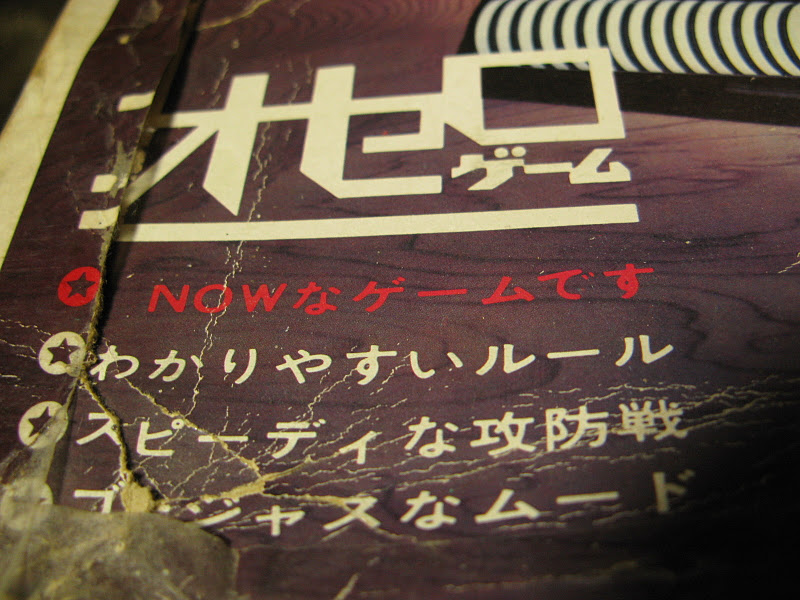 オセロ
ゲーム
NOWなゲームです
わかりやすいルール
スピーディな攻防戦
ゴージャスなムード